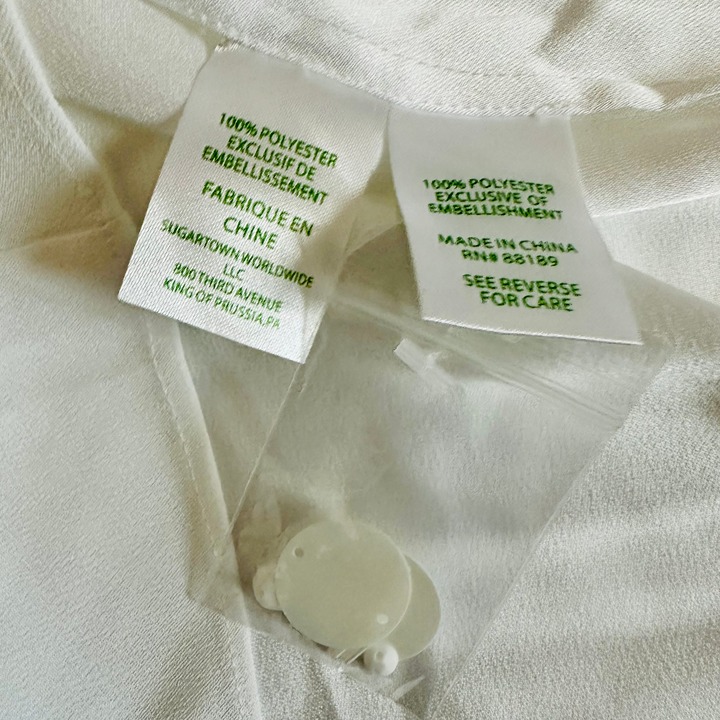 100% POLYESTER
EXCLUSIF DE
EMBELLISSEMENT
FABRIQUE EN
CHINE
SUGARTOWN WORLDWIDE
LLC
800 THIRD AVENUE
KING OF PRUSSIA,PA
100% POLYESTER
EXCLUSIVE OF
EMBELLISHMENT
MADE IN CHINA
RN# 88189
SEE REVERSE
FOR CARE